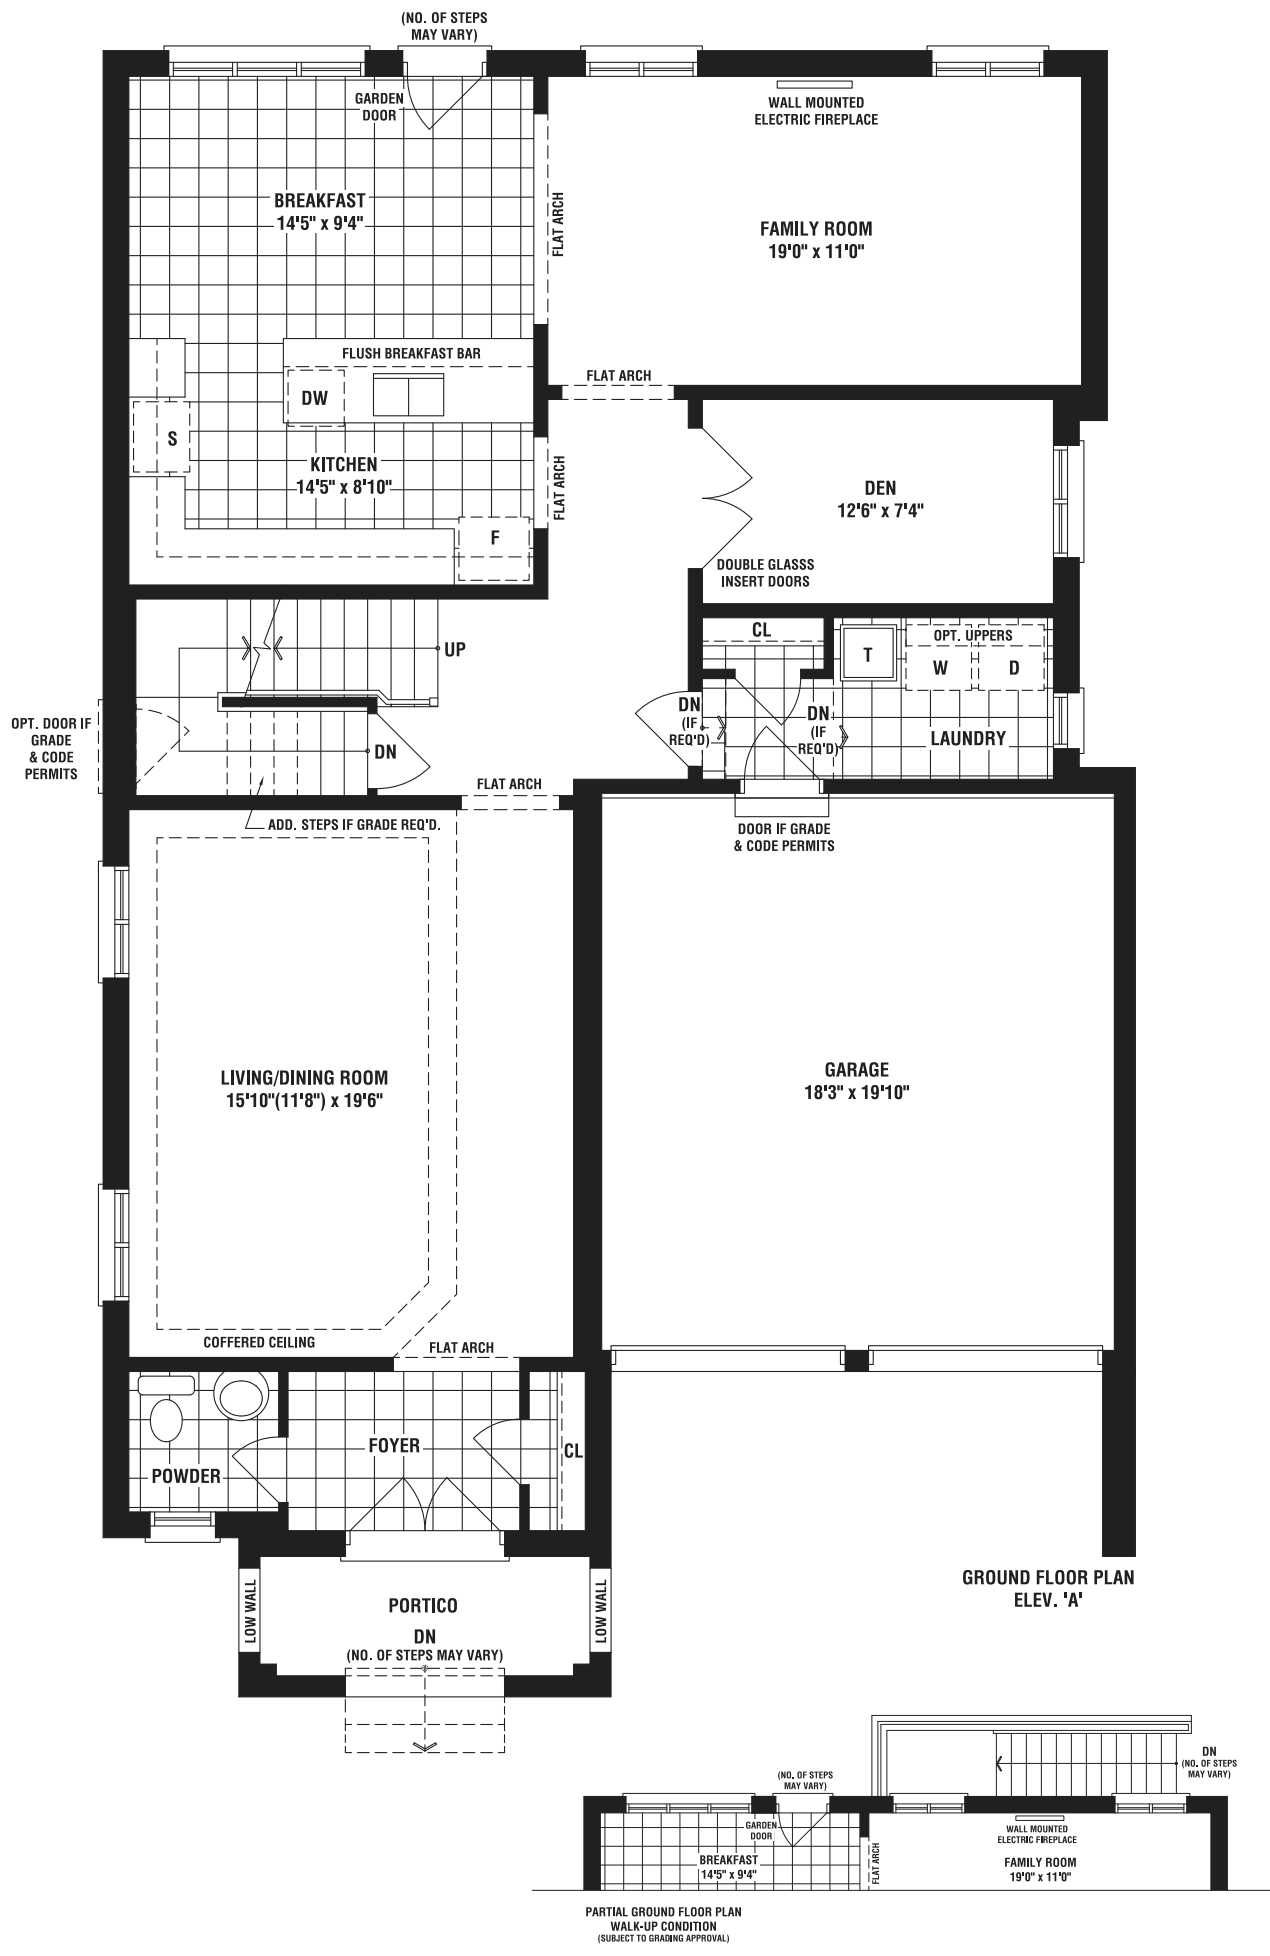 (NO. OF STEPS
MAY VARY)
GARDEN
DOOR
WALL MOUNTED
ELECTRIC FIREPLACE
BREAKFAST
14'5" x 9'4"
FLAT ARCH
FAMILY ROOM
19'0" x 11'0"
FLUSH BREAKFAST BAR
DW
FLAT ARCH
S
KITCHEN
14'5" x 8'10"
FLAT ARCH
F
DEN
12'6" x 7'4"
DOUBLE GLASSS
INSERT DOORS
UP
CL
T
OPT. UPPERS
W
D
OPT. DOOR IF
GRADE
& CODE
PERMITS
DN
DN
(IF
REQ'D)
DN
(IF
REQ'D)
LAUNDRY
FLAT ARCH
ADD. STEPS IF GRADE REQ'D.
DOOR IF GRADE
& CODE PERMITS
LIVING/DINING ROOM
15'10"(11'8") x 19'6"
GARAGE
18'3" x 19'10"
COFFERED CEILING
FLAT ARCH
FOYER
CL
POWDER
LOW WALL
PORTICO
DN
(NO. OF STEPS MAY VARY)
LOW WALL
GROUND FLOOR PLAN
ELEV. 'A'
DN
(NO. OF STEPS
MAY VARY)
(NO. OF STEPS
MAY VARY)
GARDEN
DOOR
WALL MOUNTED
ELECTRIC FIREPLACE
BREAKFAST
14'5" x 9'4"
FLAT ARCH
FAMILY ROOM
19'0" x 11'0"
PARTIAL GROUND FLOOR PLAN
WALK-UP CONDITION
(SUBJECT TO GRADING APPROVAL)